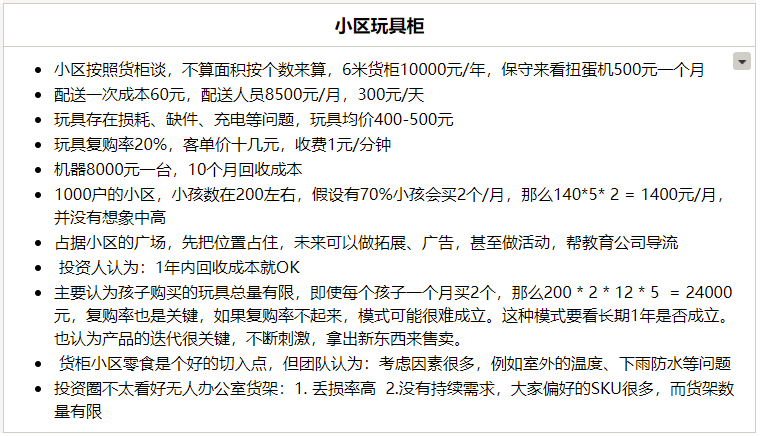 小区玩具柜
小区按照货柜谈，不算面积按个数来算，6米货柜10000元/年，保守来看扭蛋机500元一个月
配送一次成本60元，配送人员8500元/月，300元/天
玩具存在损耗、缺件、充电等问题，玩具均价400-500元
玩具复购率20%，客单价十几元，收费1元/分钟
机器8000元一台，10个月回收成本
1000户的小区，小孩数在200左右，假设有70%小孩会买2个/月，那么140*5* 2 = 1400元/月，
并没有想象中高
占据小区的广场，先把位置占住，未来可以做拓展、广告，甚至做活动，帮教育公司导流
投资人认为：1年内回收成本就OK
主要认为孩子购买的玩具总量有限，即使每个孩子一个月买2个，那么200 * 2 * 12 * 5 = 24000
元，复购率也是关键，如果复购率不起来，模式可能很难成立。这种模式要看长期1年是否成立。
也认为产品的迭代很关键，不断刺激，拿出新东西来售卖。
货柜小区零食是个好的切入点，但团队认为：考虑因素很多，例如室外的温度、下雨防水等问题
投资圈不太看好无人办公室货架：1. 丢损率高 2.没有持续需求，大家偏好的SKU很多，而货架数
量有限